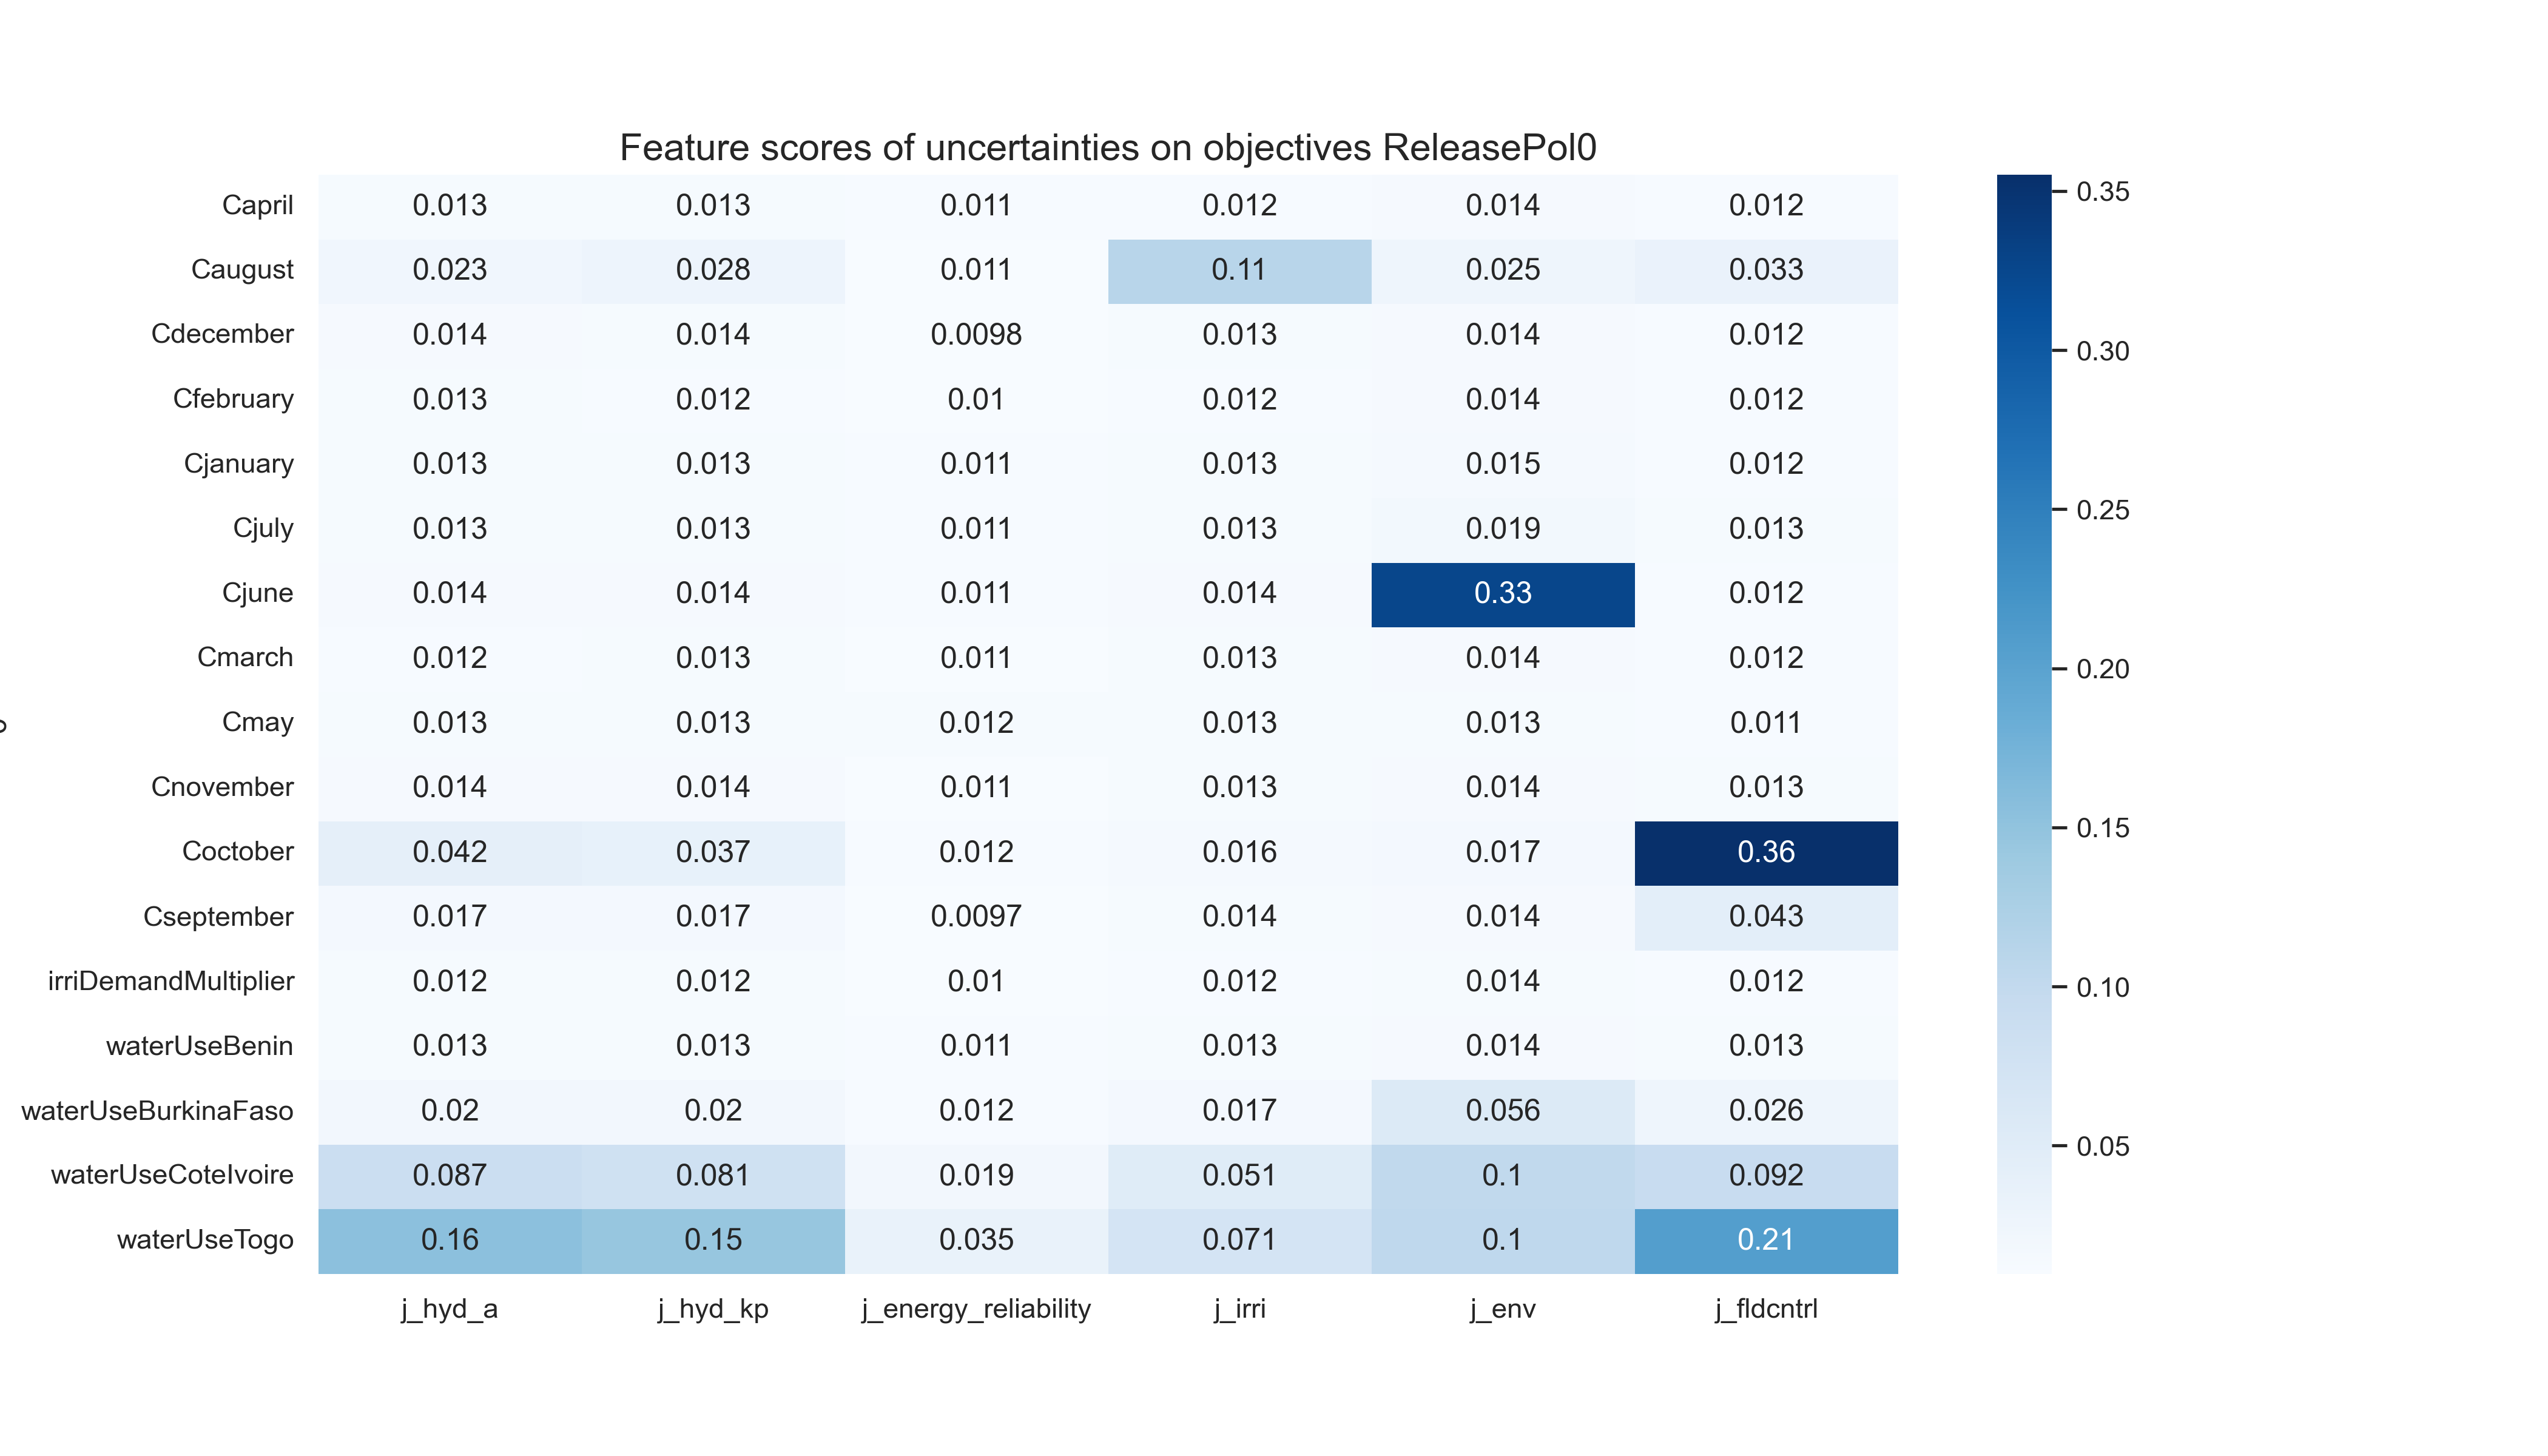 Feature scores of uncertainties on objectives ReleasePol0
Capril 0.013 0.013 0.011 0.012 0.014 0.012
Caugust 0.023 0.028 0.011 0.11 0.025 0.033
Cdecember 0.014 0.014 0.0098 0.013 0.014 0.012
Cfebruary 0.013 0.012 0.01 0.012 0.014 0.012
Cjanuary 0.013 0.013 0.011 0.013 0.015 0.012
Cjuly 0.013 0.013 0.011 0.013 0.019 0.013
Cjune 0.014 0.014 0.011 0.014 0.33 0.012
Cmarch 0.012 0.013 0.011 0.013 0.014 0.012
Cmay 0.013 0.013 0.012 0.013 0.013 0.011
Cnovember 0.014 0.014 0.011 0.013 0.014 0.013
Coctober 0.042 0.037 0.012 0.016 0.017 0.36
Cseptember 0.017 0.017 0.0097 0.014 0.014 0.043
irriDemandMultiplier 0.012 0.012 0.01 0.012 0.014 0.012
waterUseBenin 0.013 0.013 0.011 0.013 0.014 0.013
waterUseBurkinaFaso 0.02 0.02 0.012 0.017 0.056 0.026
waterUseCoteIvoire 0.087 0.081 0.019 0.051 0.1 0.092
waterUseTogo 0.16 0.15 0.035 0.071 0.1 0.21
j_hyd_a j_hyd_kp j_energy_reliability j_irri j_env j_fldcntrl
0.35
0.30
0.25
0.20
0.15
0.10
0.05